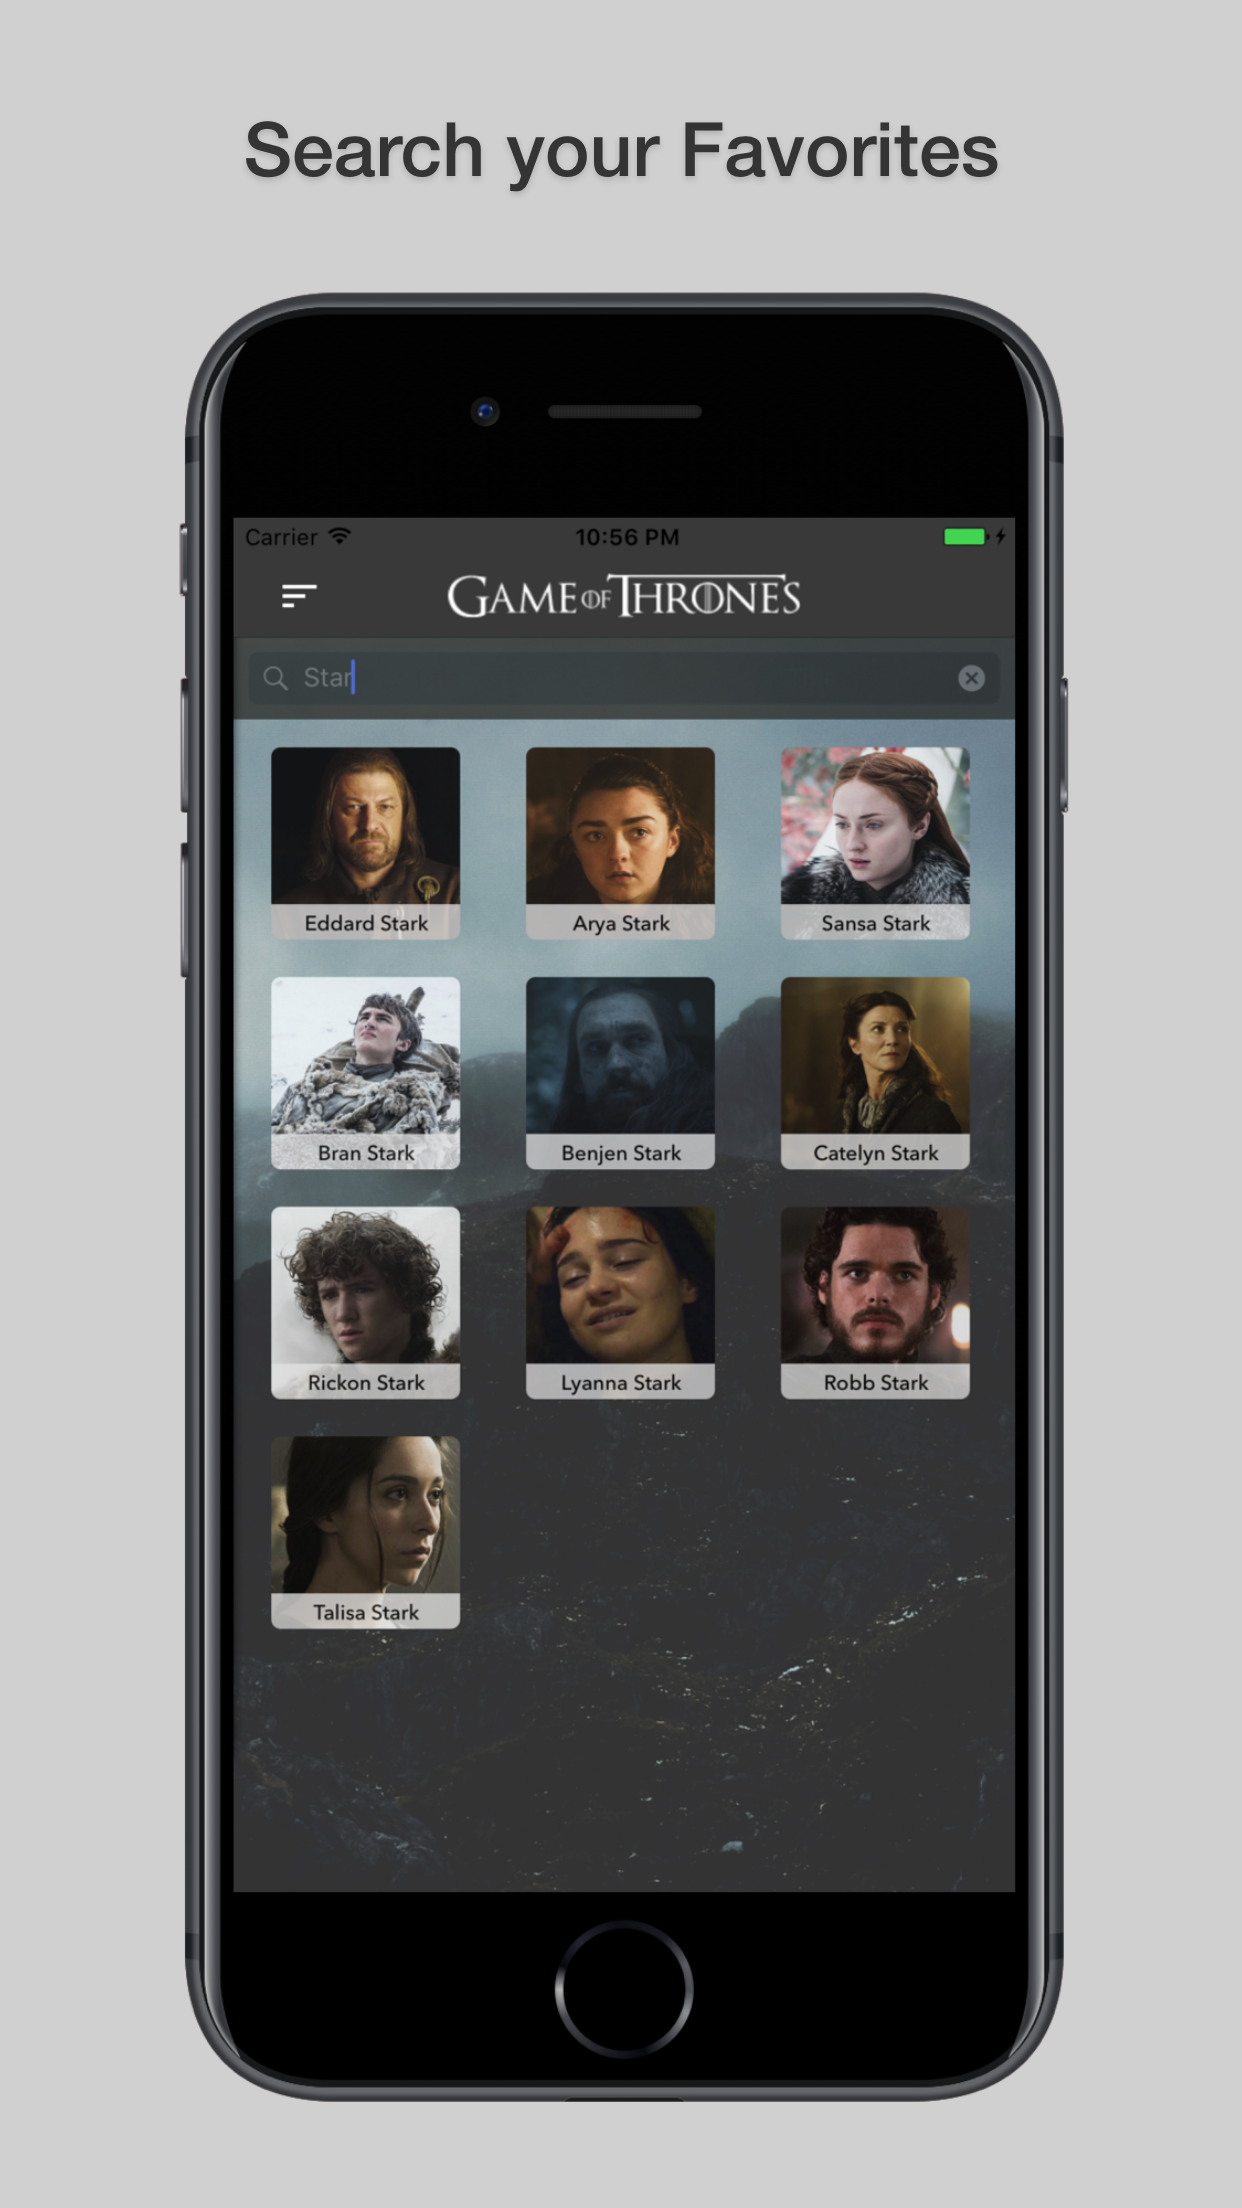 Search your Favorites
Carrier 10:56 PM
GAME OF THRONES
Star
Eddard Stark Arya Stark Sansa Stark
Bran Stark Benjen Stark Catelyn Stark
Rickon Stark Lyanna Stark Robb Stark
Talisa Stark